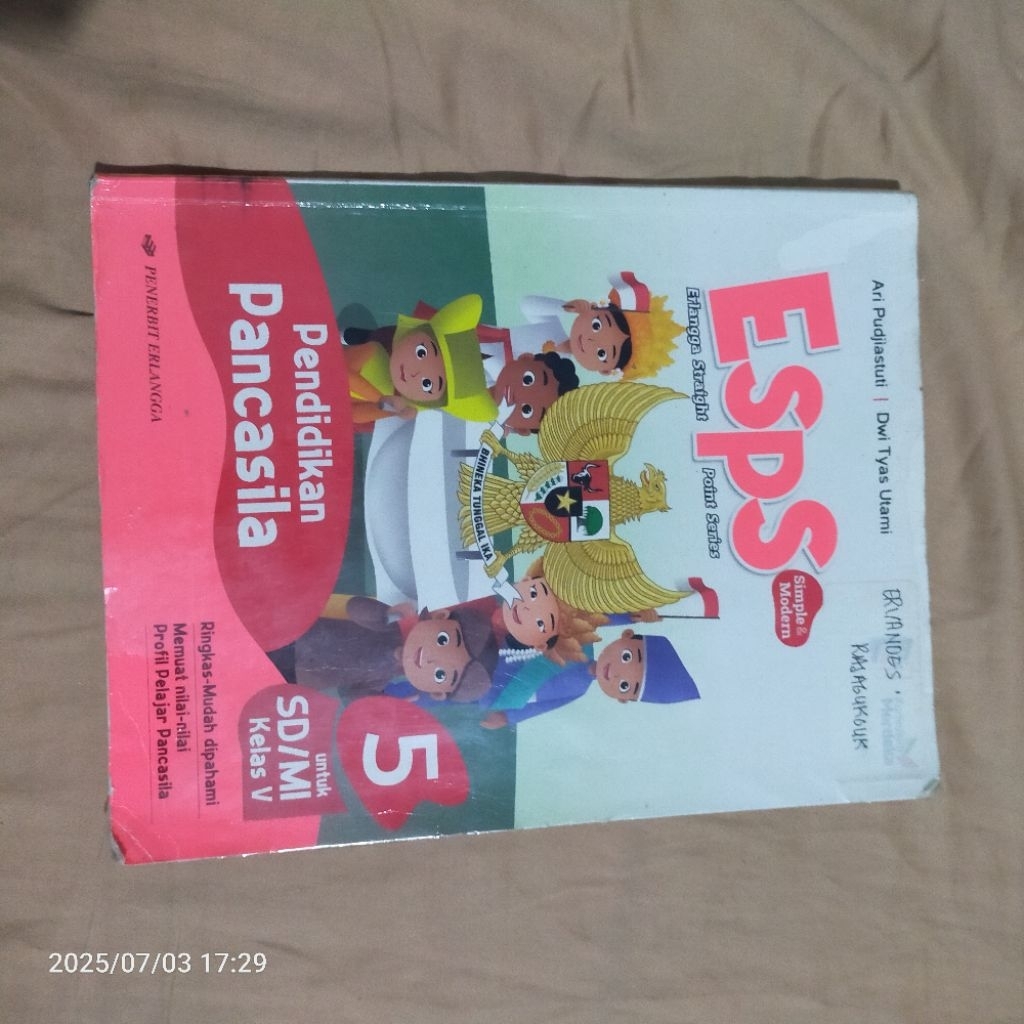 Ari Pudjiastuti | Dwi Tyas Utami
ERVANDES
RAJAGUKGUK
ESPS
Simple &
Modern
Erlangga Straight Point Series
BHINEKA TUNGGAL IKA
5
untuk
SD/MI
Kelas V
Pendidikan
Pancasila
Ringkas-Mudah dipahami
Memuat nilai-nilai
Profil Pelajar Pancasila
PENERBIT ERLANGGA
2025/07/03 17:29